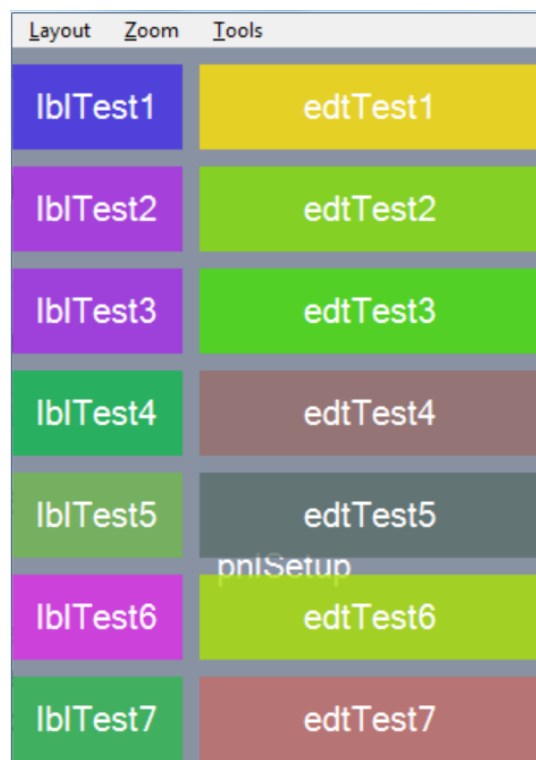 Layout Zoom Tools
lblTest1 edtTest1
lblTest2 edtTest2
lblTest3 edtTest3
lblTest4 edtTest4
lblTest5 edtTest5
pnlSetup
lblTest6 edtTest6
lblTest7 edtTest7